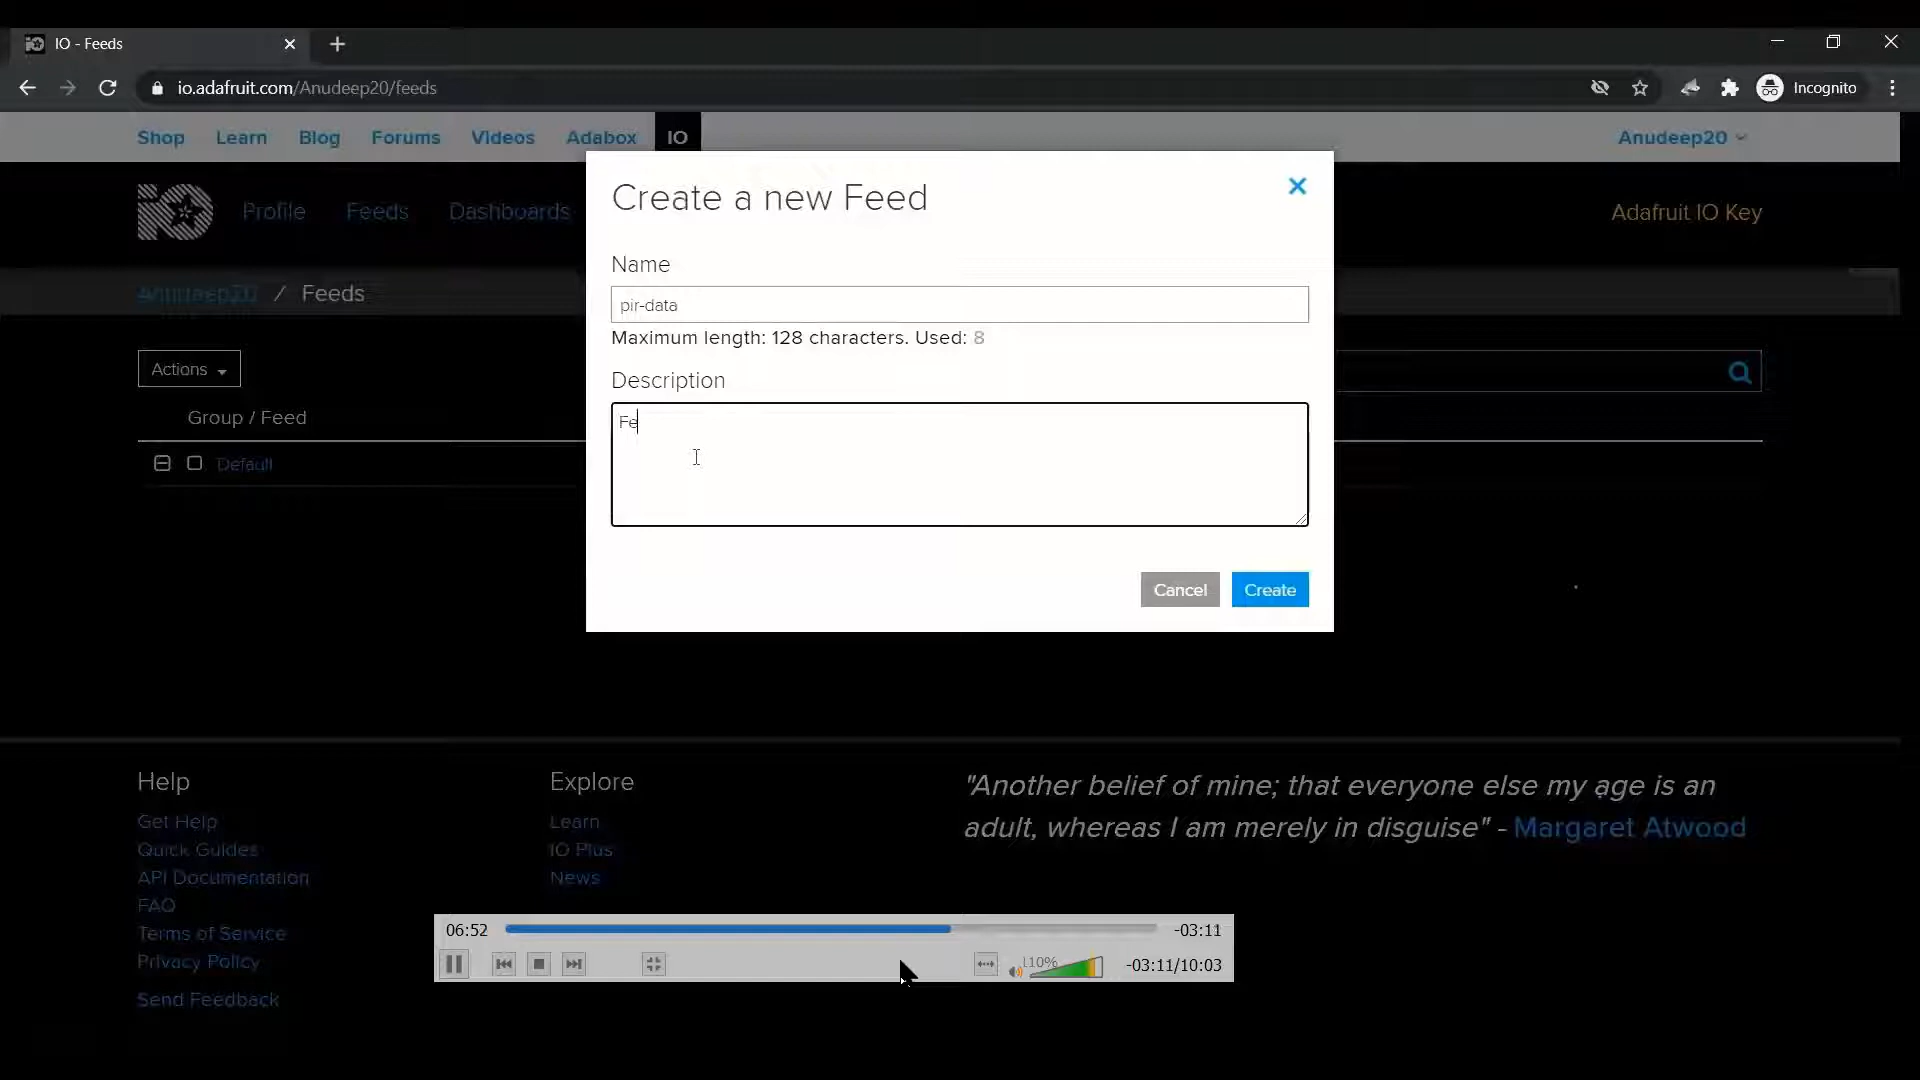 IO - Feeds
io.adafruit.com/Anudeep20/feeds
Incognito
Shop Learn Blog Forums Videos Adabox IO
Anudeep20
Profile Feeds Dashboards
Adafruit IO Key
Anudeep20 / Feeds
Create a new Feed
Name
pir-data
Maximum length: 128 characters. Used: 8
Description
Fe
Cancel Create
Actions
Group / Feed
Default
Help
Get Help
Quick Guides
API Documentation
FAQ
Terms of Service
Privacy Policy
Send Feedback
Explore
Learn
IO Plus
News
"Another belief of mine; that everyone else my age is an
adult, whereas I am merely in disguise" - Margaret Atwood
06:52
-03:11
110%
-03:11/10:03